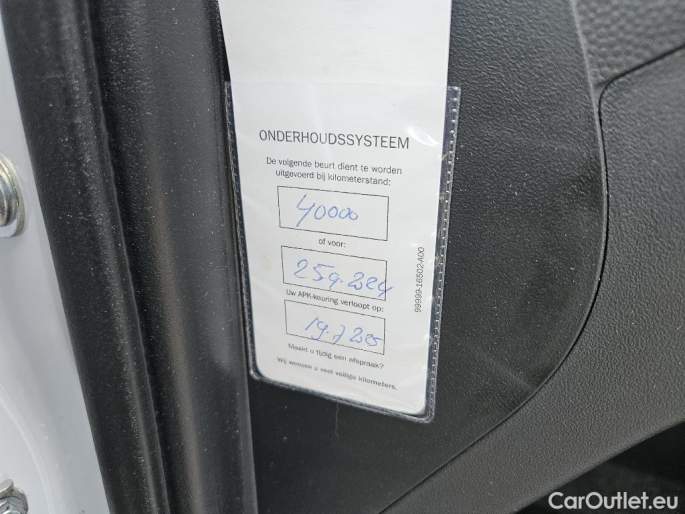 ONDERHOUDSSYSTEEM
De volgende beurt dient te worden
uitgevoerd bij kilometerstand:
40000
of voor:
25 9. 2024
Uw APK-keuring verloopt op:
19.7
Maakt u tijdig een afspraak?
Wij wensen u veel veilige kilometers.
99999-16502-A00
CarOutlet.eu